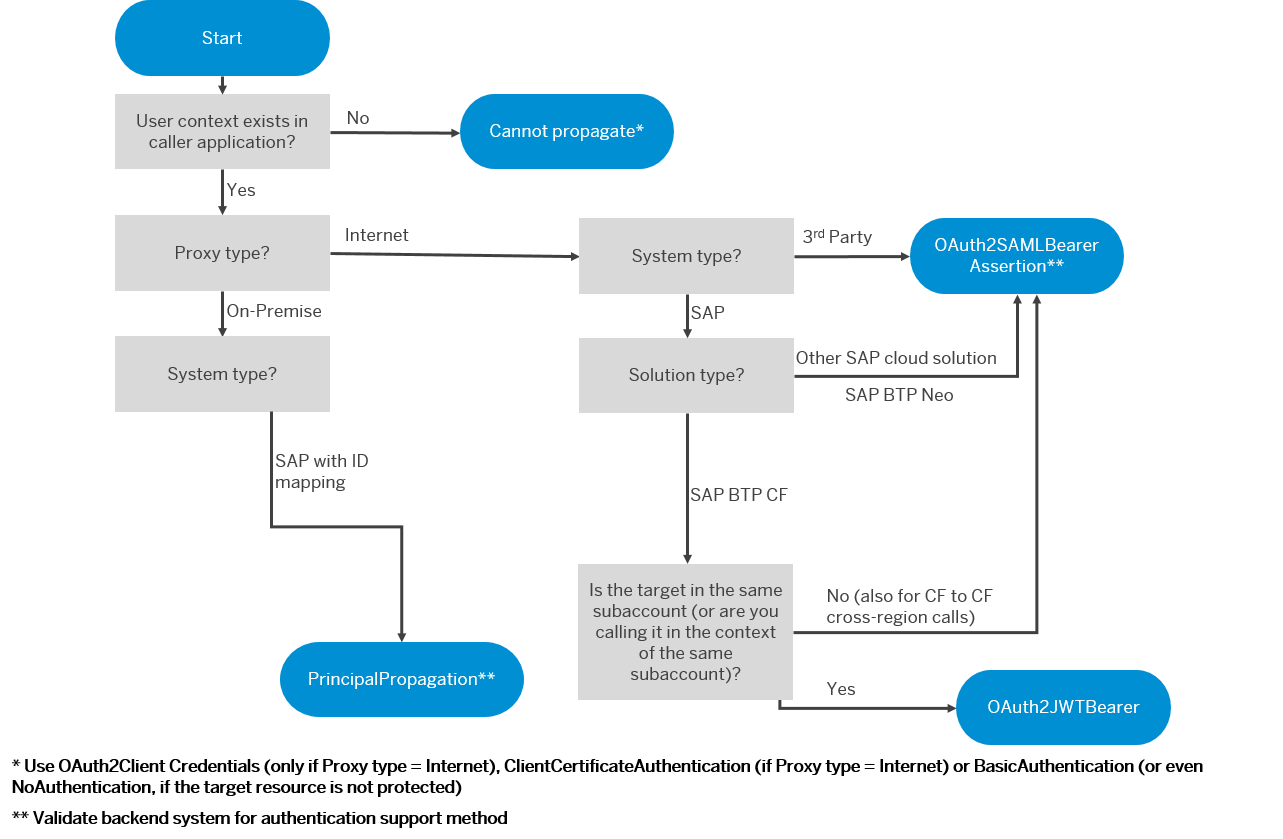 Start
User context exists in
caller application?
No
Cannot propagate*
Yes
Proxy type?
Internet
System type?
3rd Party
OAuth2SAMLBearer
Assertion**
On-Premise
SAP
System type?
Solution type?
Other SAP cloud solution
SAP BTP Neo
SAP with ID
mapping
SAP BTP CF
Is the target in the same
subaccount (or are you
calling it in the context
of the same
subaccount)?
No (also for CF to CF
cross-region calls)
PrincipalPropagation**
Yes
OAuth2JWTBearer
* Use OAuth2Client Credentials (only if Proxy type = Internet), ClientCertificateAuthentication (if Proxy type = Internet) or BasicAuthentication (or even
NoAuthentication, if the target resource is not protected)
** Validate backend system for authentication support method